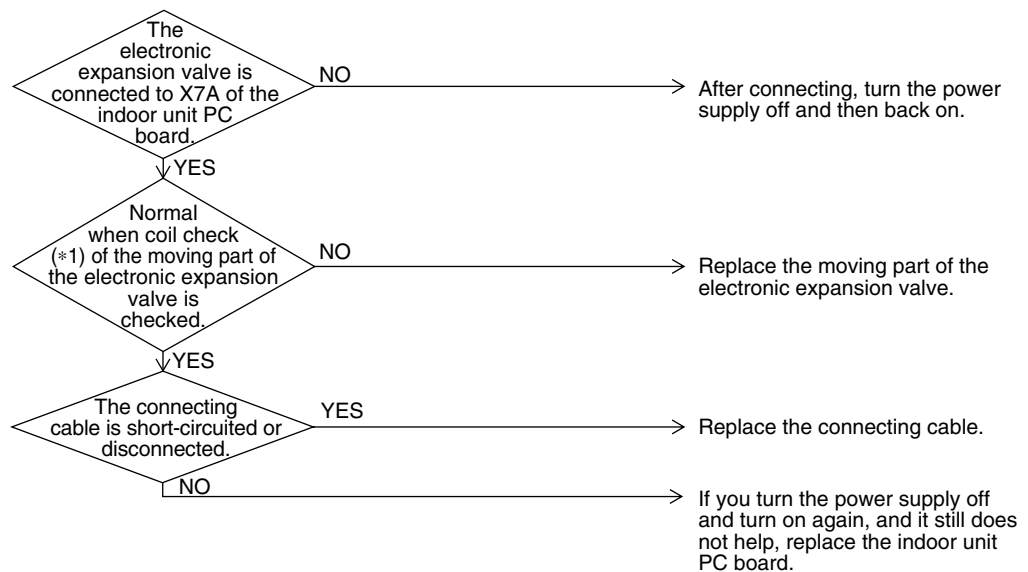 The
electronic
expansion valve is
connected to X7A of the
indoor unit PC
board.
NO
After connecting, turn the power
supply off and then back on.
YES
Normal
when coil check
(∗1) of the moving part of
the electronic expansion
valve is
checked.
NO
Replace the moving part of the
electronic expansion valve.
YES
The connecting
cable is short-circuited or
disconnected.
YES
Replace the connecting cable.
NO
If you turn the power supply off
and turn on again, and it still does
not help, replace the indoor unit
PC board.